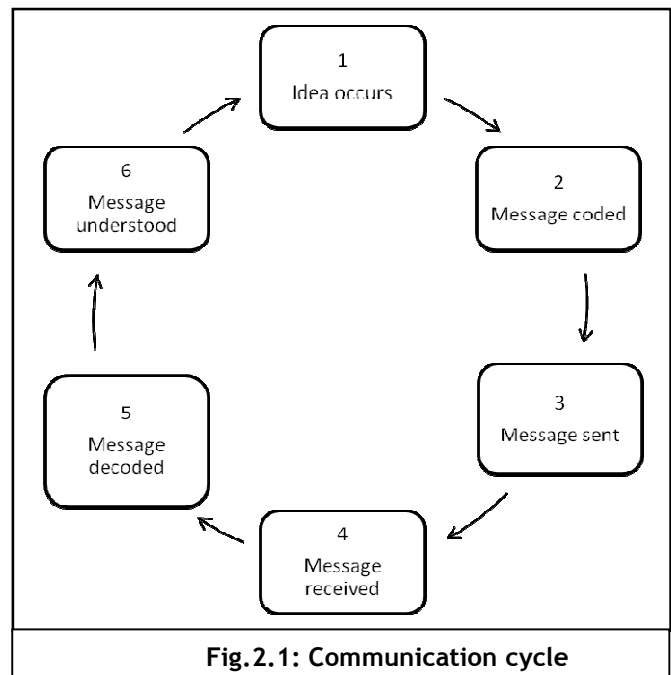 1
Idea occurs
2
Message coded
3
Message sent
4
Message
received
5
Message
decoded
6
Message
understood
Fig.2.1: Communication cycle